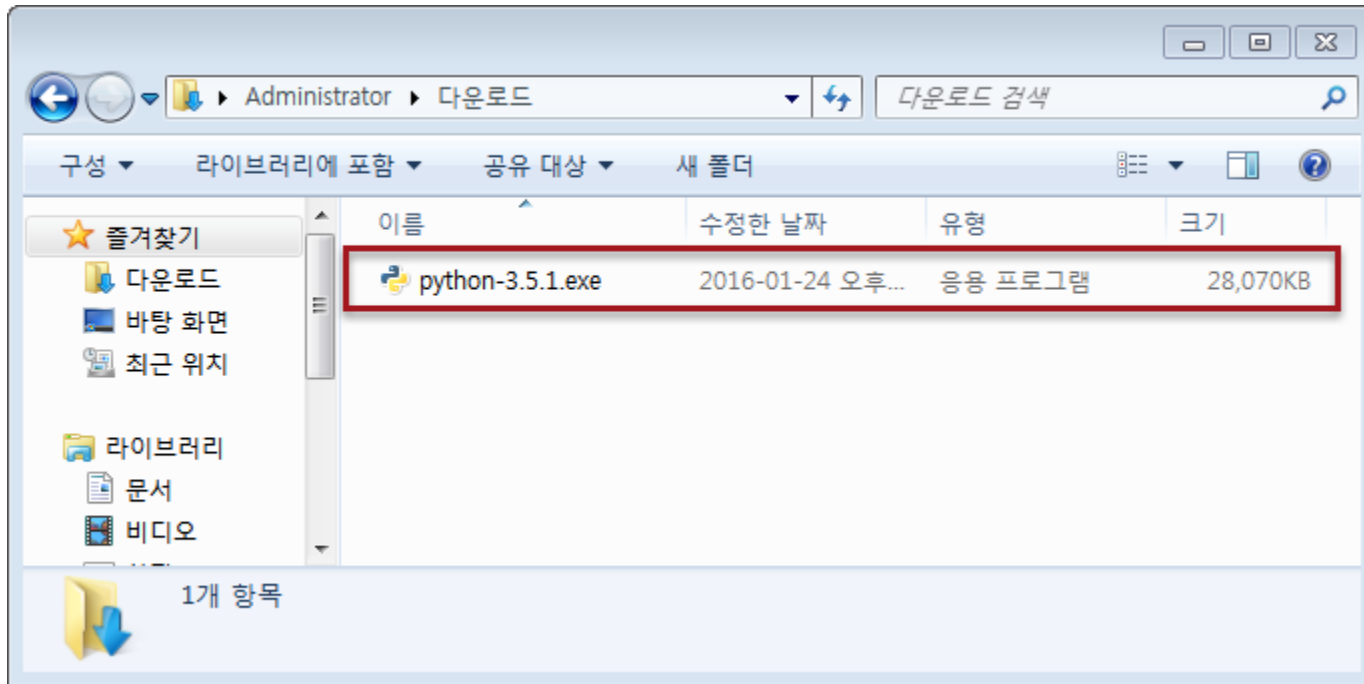 Administrator 다운로드 다운로드 검색
구성 라이브러리에 포함 공유 대상 새 폴더
즐겨찾기
다운로드
바탕 화면
최근 위치
라이브러리
문서
비디오
이름 수정한 날짜 유형 크기
python-3.5.1.exe 2016-01-24 오후... 응용 프로그램 28,070KB
1개 항목